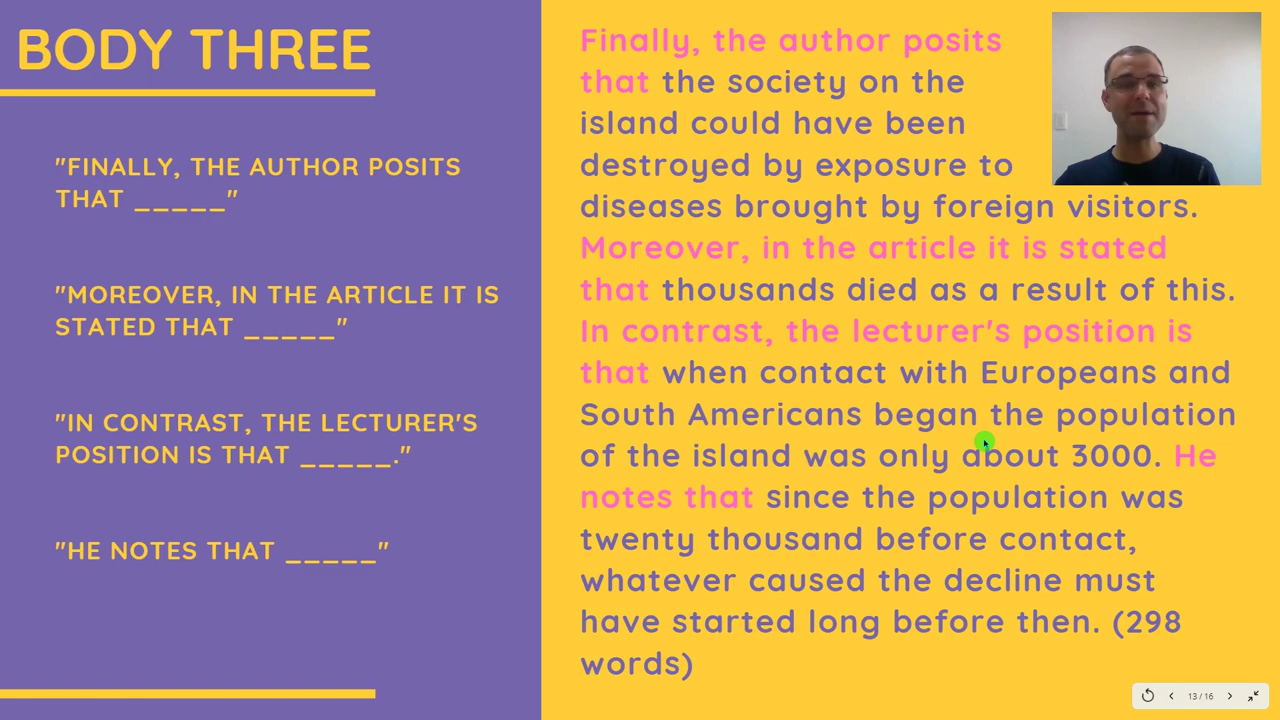 BODY THREE
"FINALLY, THE AUTHOR POSITS
THAT _____"
"MOREOVER, IN THE ARTICLE IT IS
STATED THAT _____"
"IN CONTRAST, THE LECTURER'S
POSITION IS THAT _____."
"HE NOTES THAT _____"
Finally, the author posits
that the society on the
island could have been
destroyed by exposure to
diseases brought by foreign visitors.
Moreover, in the article it is stated
that thousands died as a result of this.
In contrast, the lecturer's position is
that when contact with Europeans and
South Americans began the population
of the island was only about 3000. He
notes that since the population was
twenty thousand before contact,
whatever caused the decline must
have started long before then. (298
words)
13 / 16